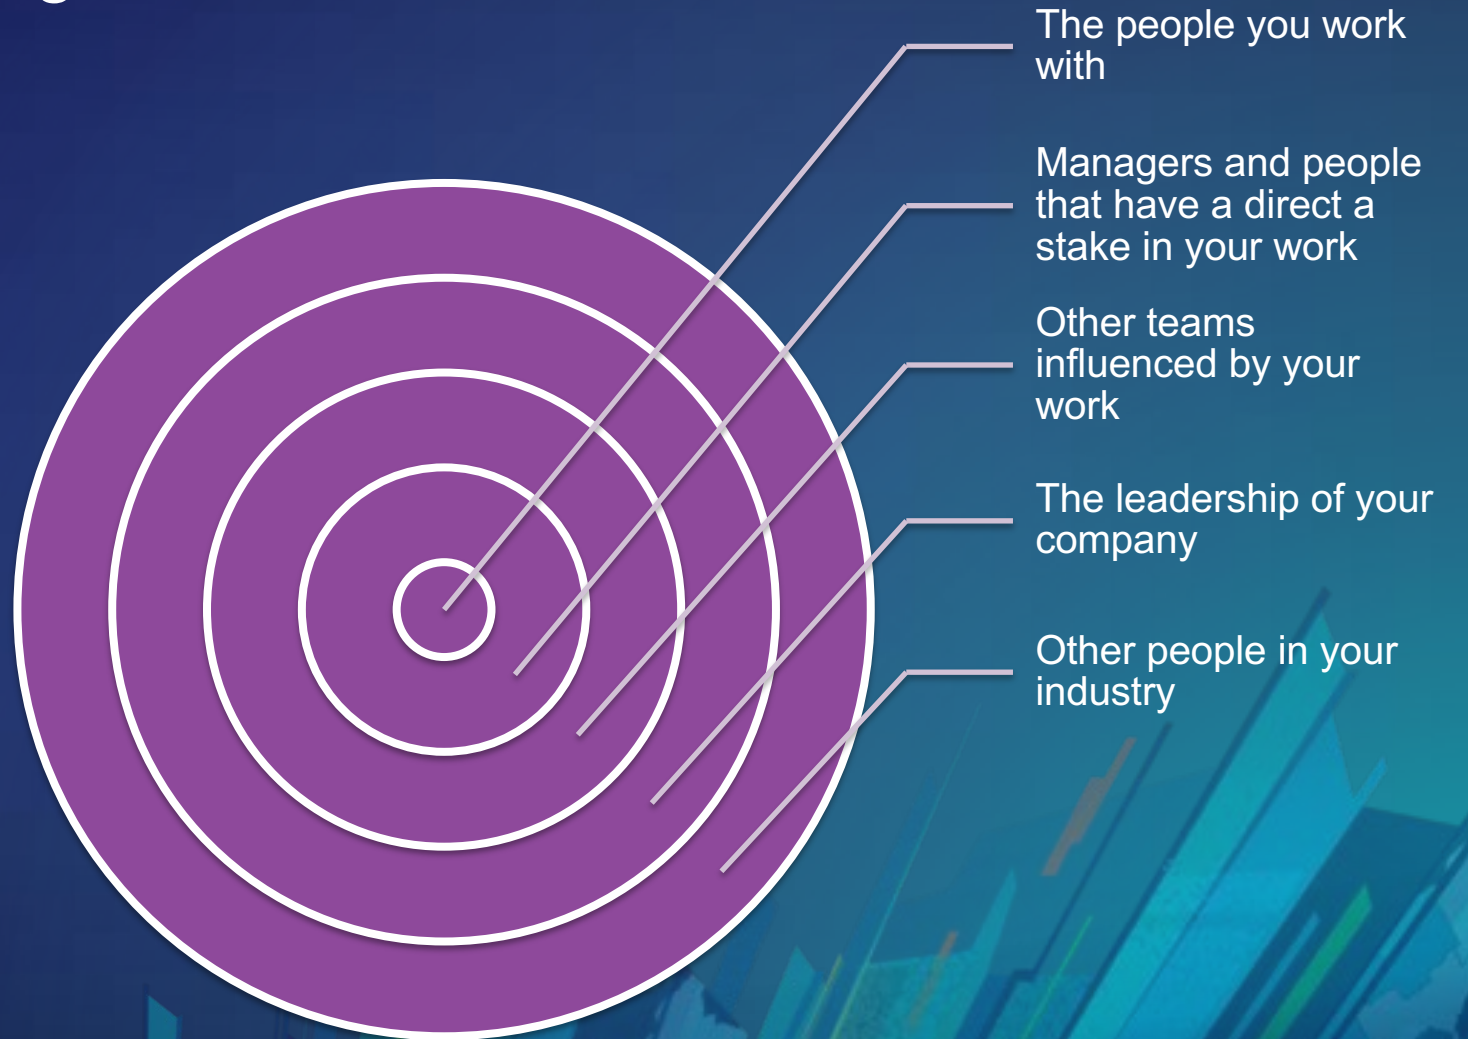 The people you work
with
Managers and people
that have a direct a
stake in your work
Other teams
influenced by your
work
The leadership of your
company
Other people in your
industry